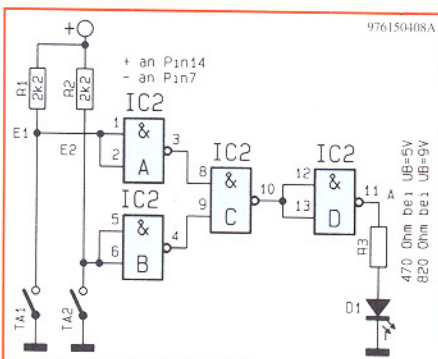 976150408A
+
+ an Pin14
- an Pin7
R1
2k2
R2
2k2
E1
E2
IC2
1
2
&
A
3
IC2
5
6
&
B
4
IC2
8
9
&
C
10
IC2
12
13
&
D
11
A
R3
470 Ohm bei UB=5V
820 Ohm bei UB=9V
D1
TA1
TA2